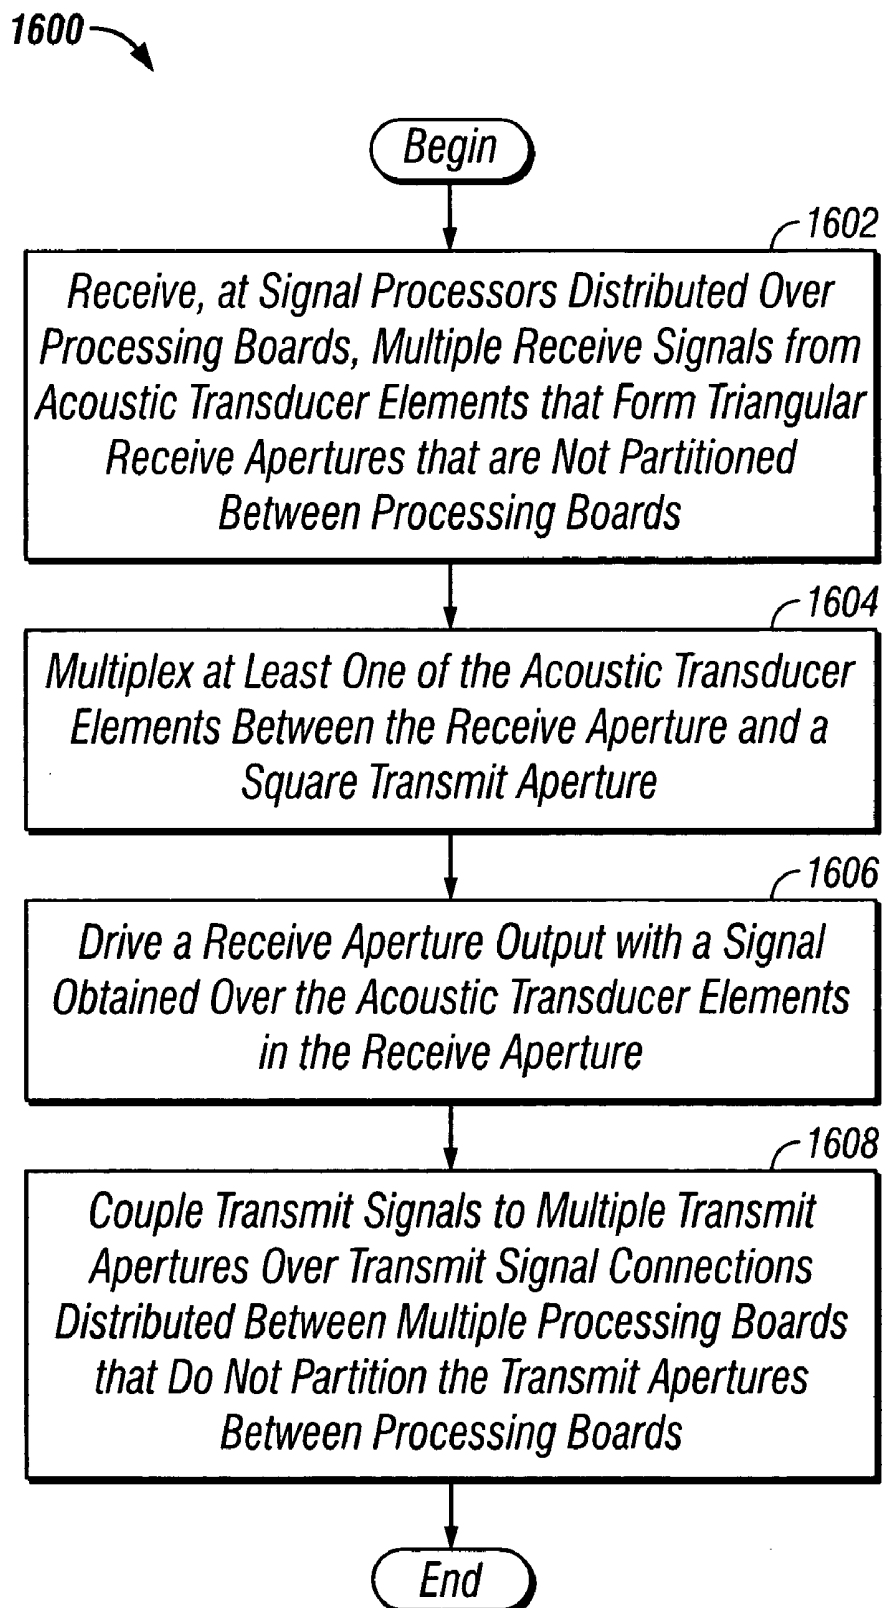 1600
Begin
1602
Receive, at Signal Processors Distributed Over
Processing Boards, Multiple Receive Signals from
Acoustic Transducer Elements that Form Triangular
Receive Apertures that are Not Partitioned
Between Processing Boards
1604
Multiplex at Least One of the Acoustic Transducer
Elements Between the Receive Aperture and a
Square Transmit Aperture
1606
Drive a Receive Aperture Output with a Signal
Obtained Over the Acoustic Transducer Elements
in the Receive Aperture
1608
Couple Transmit Signals to Multiple Transmit
Apertures Over Transmit Signal Connections
Distributed Between Multiple Processing Boards
that Do Not Partition the Transmit Apertures
Between Processing Boards
End